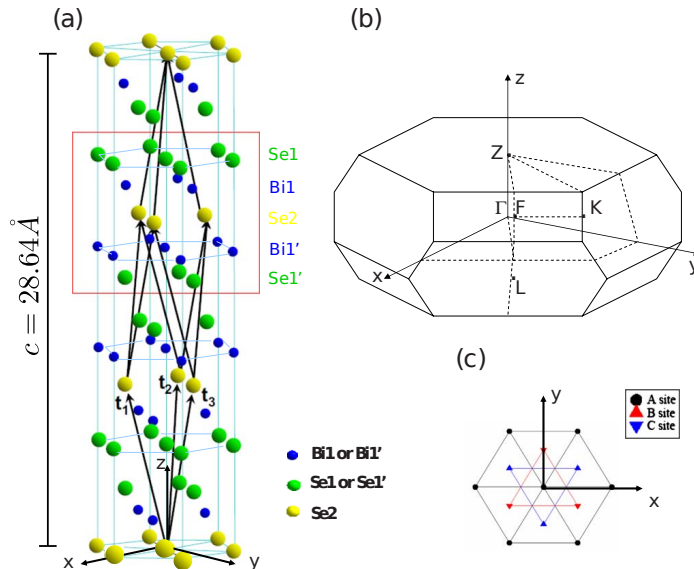 (a)
c = 28.64Å
Se1
Bi1
Se2
Bi1’
Se1’
t1
t2
t3
z
x
y
Bi1 or Bi1’
Se1 or Se1’
Se2
(b)
z
Z
Γ
F
K
x
y
L
(c)
y
x
A site
B site
C site